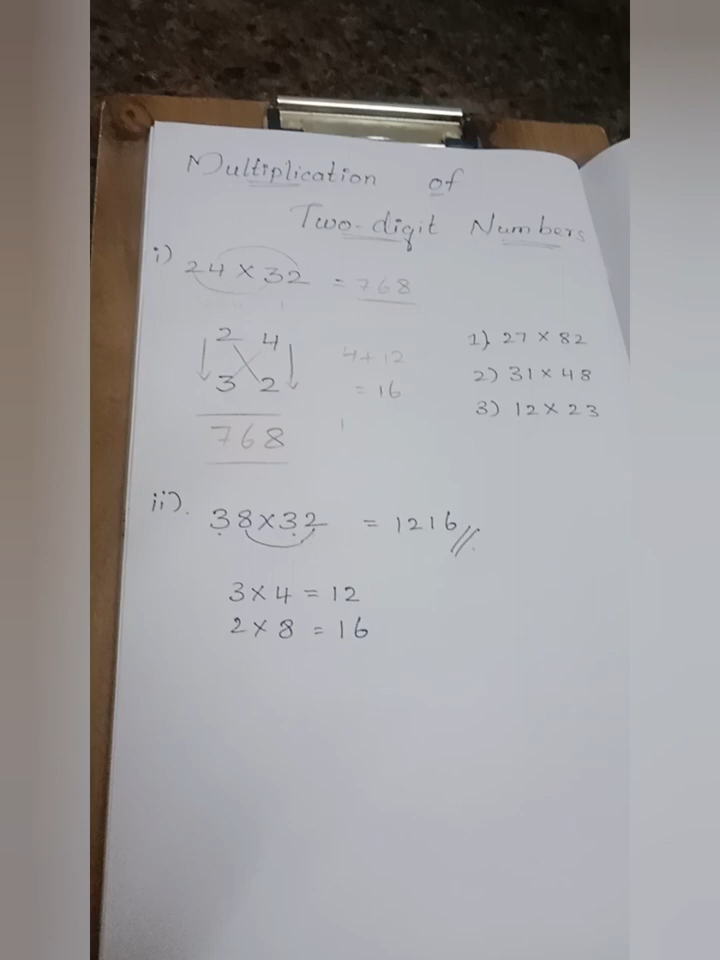 Multiplication of
Two-digit Numbers
i) 24 × 32 = 768
2 4
3 2
768
4 + 12
= 16
1) 27 × 82
2) 31 × 48
3) 12 × 23
ii). 38 × 32 = 1216//
3 × 4 = 12
2 × 8 = 16